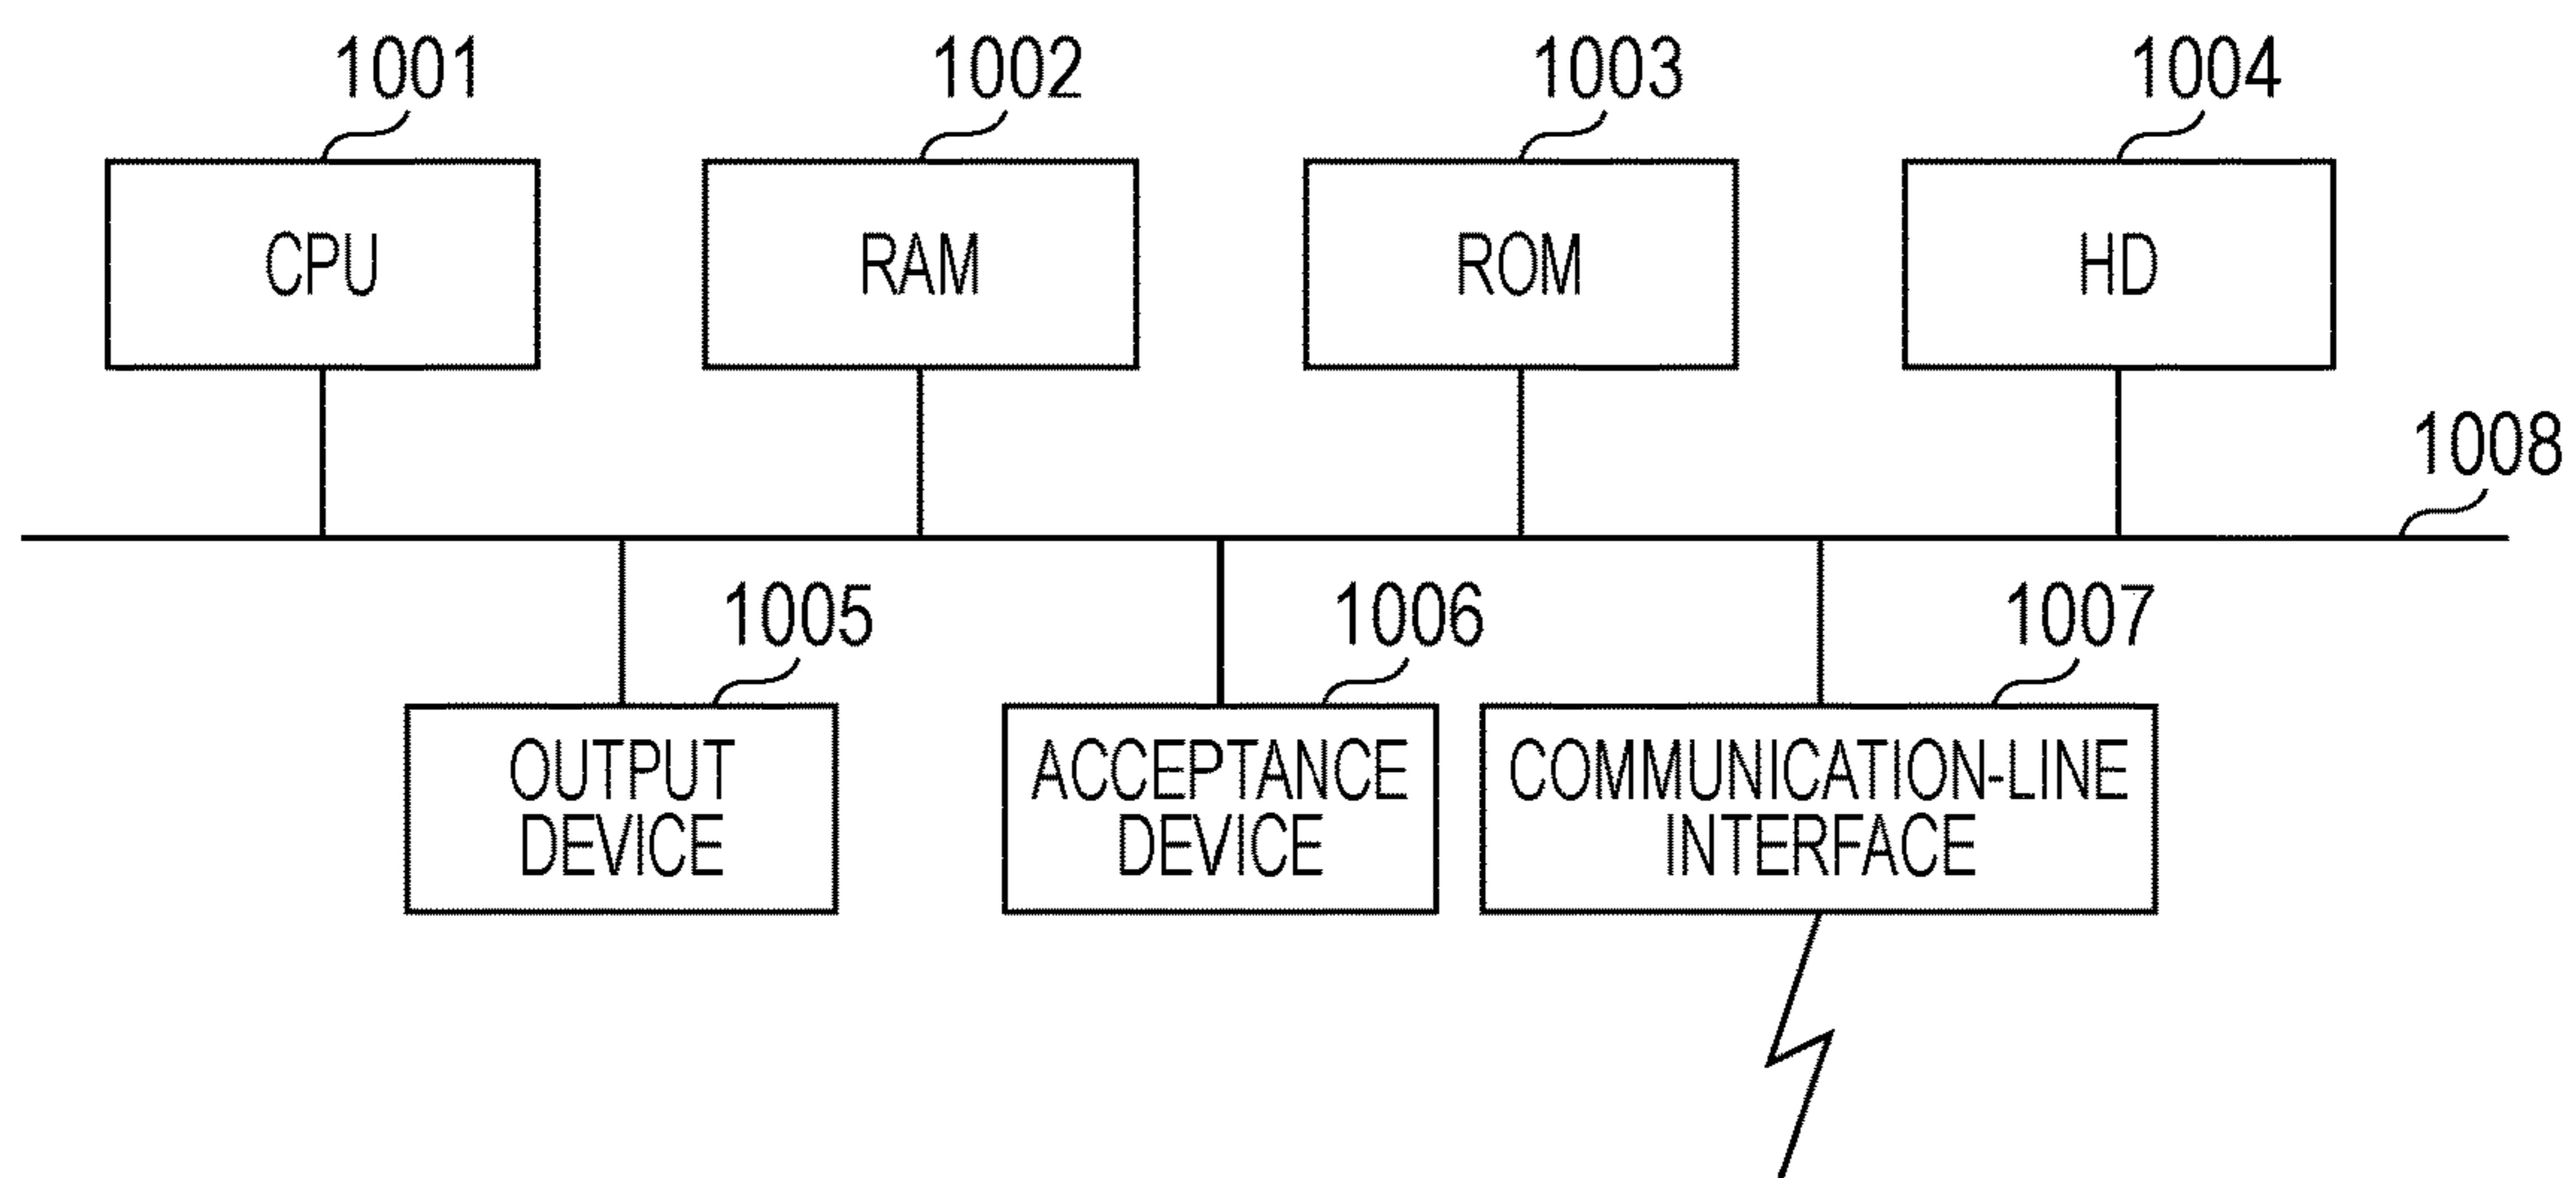 1001
1002
1003
1004
CPU
RAM
ROM
HD
1008
1005
1006
1007
OUTPUT
DEVICE
ACCEPTANCE
DEVICE
COMMUNICATION-LINE
INTERFACE